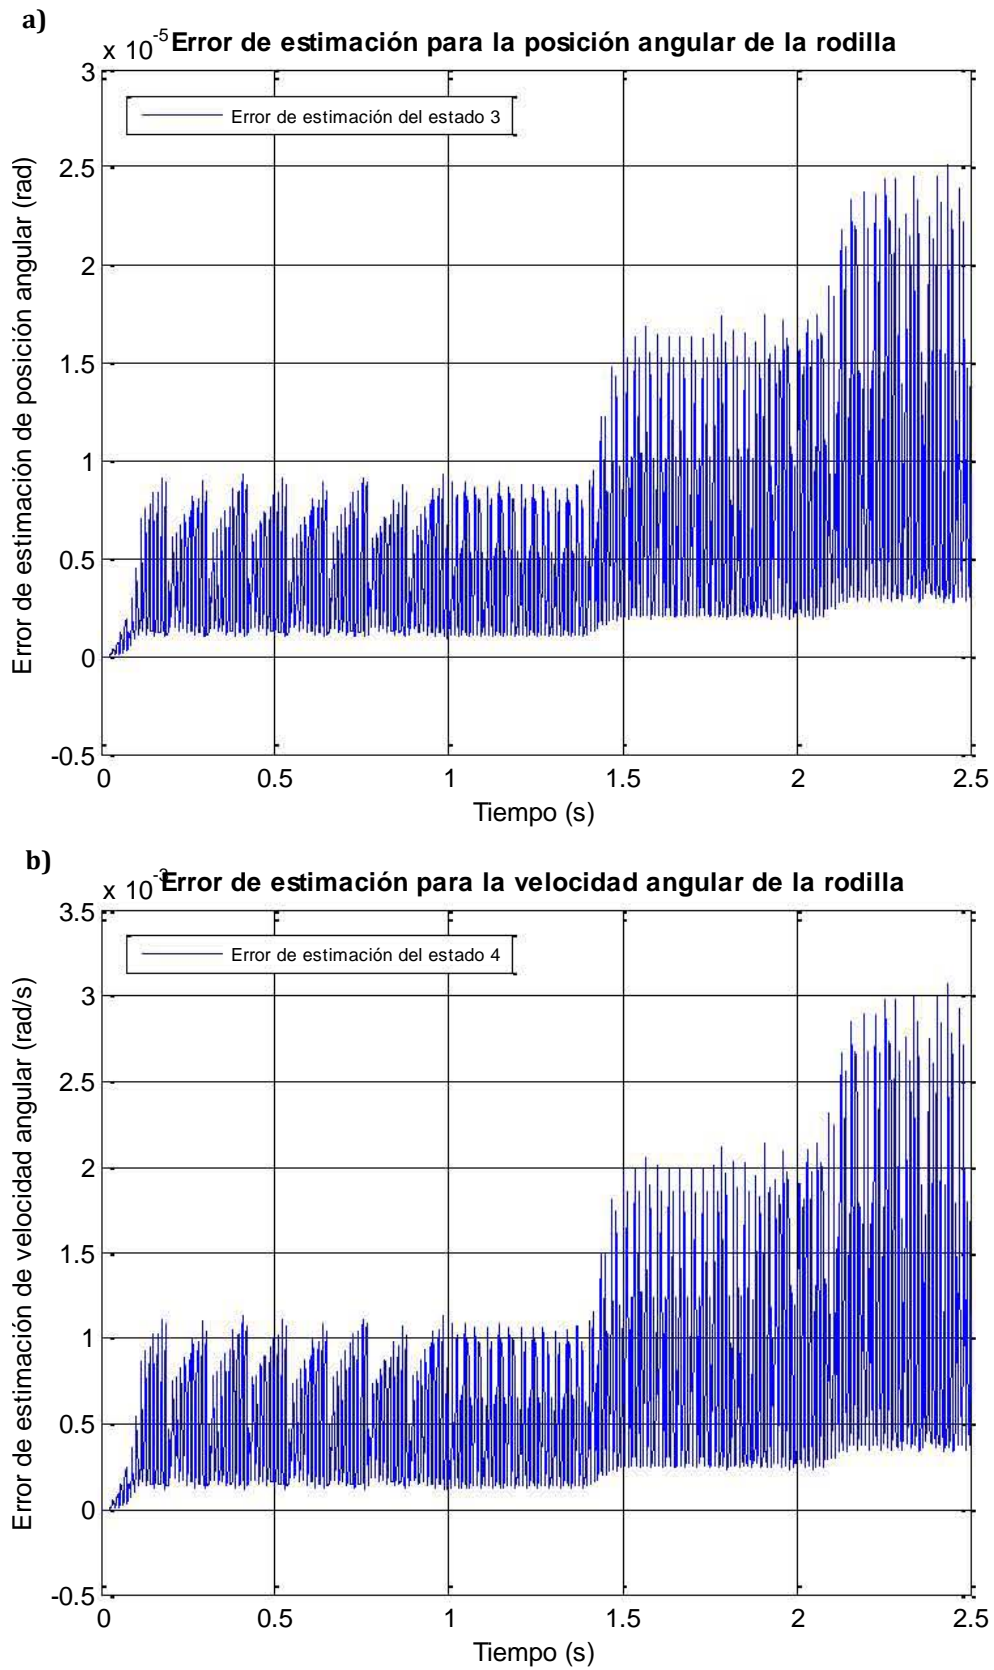 a)
x 10-5 Error de estimación para la posición angular de la rodilla
3
Error de estimación del estado 3
2.5
2
1.5
1
0.5
0
-0.5
Error de estimación de posición angular (rad)
0 0.5 1 1.5 2 2.5
Tiempo (s)
b)
x 10-3 Error de estimación para la velocidad angular de la rodilla
3.5
Error de estimación del estado 4
3
2.5
2
1.5
1
0.5
0
-0.5
Error de estimación de velocidad angular (rad/s)
0 0.5 1 1.5 2 2.5
Tiempo (s)